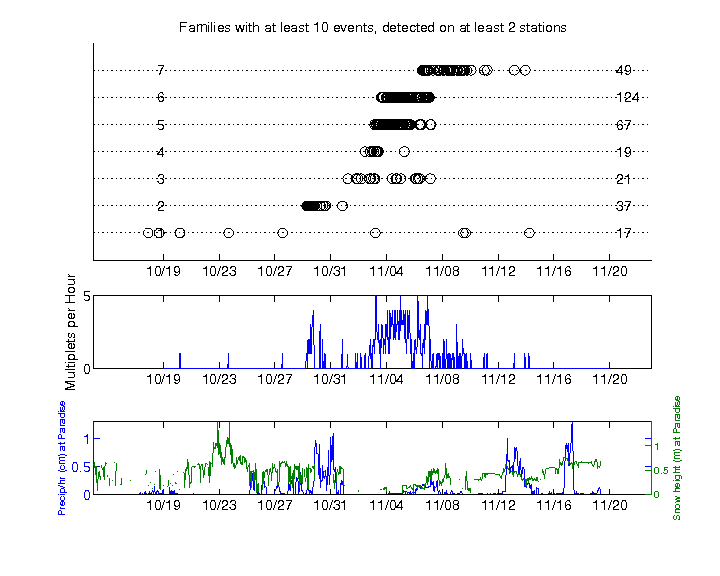 Families with at least 10 events, detected on at least 2 stations
7 49
6 124
5 67
4 19
3 21
2 37
1 17
10/19 10/23 10/27 10/31 11/04 11/08 11/12 11/16 11/20
Multiplets per Hour
5
0
10/19 10/23 10/27 10/31 11/04 11/08 11/12 11/16 11/20
Precip/hr (cm) at Paradise
1
0.5
0
Snow height (m) at Paradise
1
0.5
0
10/19 10/23 10/27 10/31 11/04 11/08 11/12 11/16 11/20